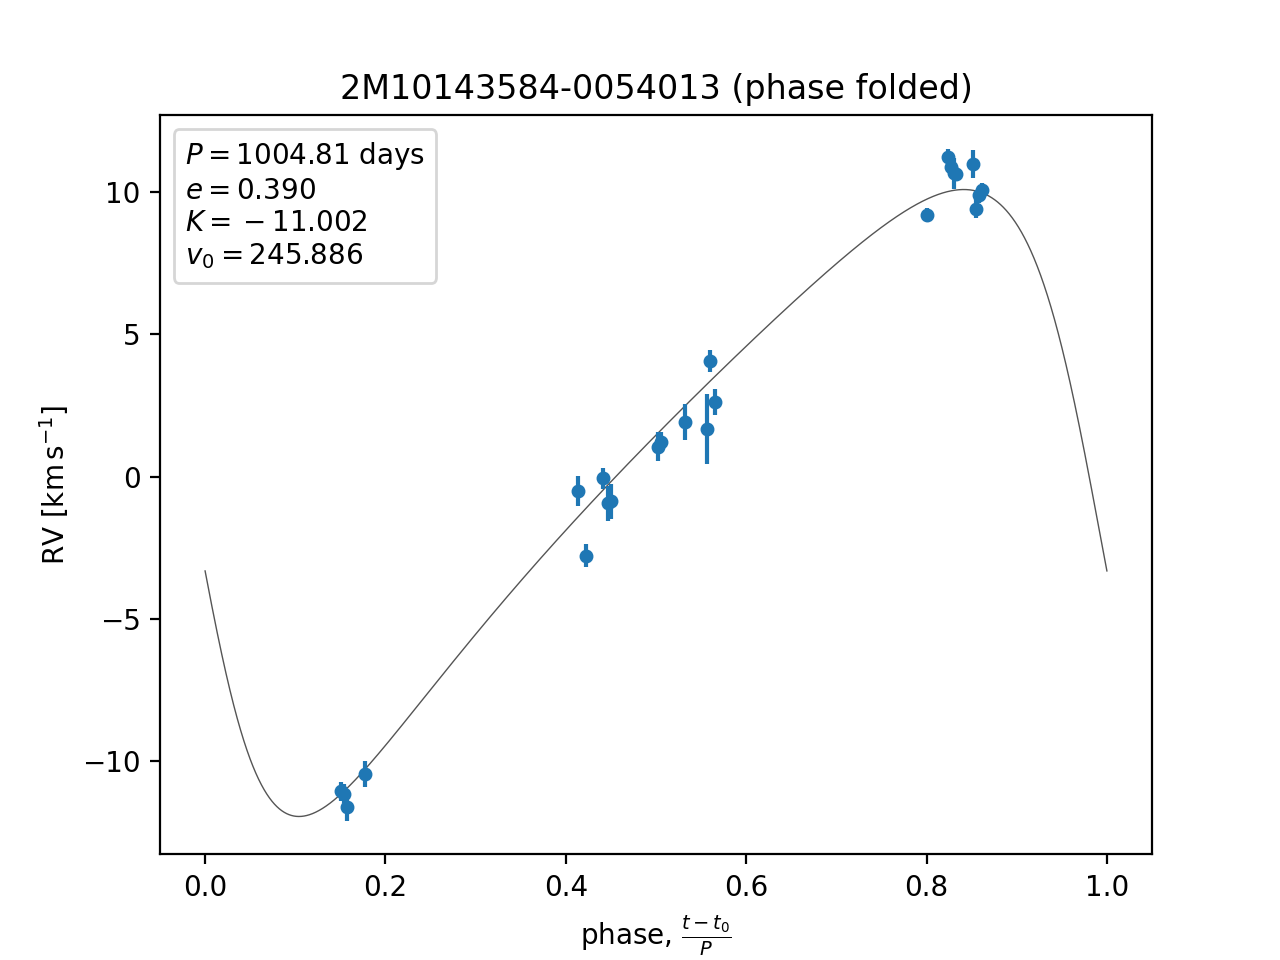 2M10143584-0054013 (phase folded)
P = 1004.81 days
e = 0.390
K = − 11.002
v₀ = 245.886
10
5
0
−5
−10
RV [km s⁻¹]
0.0 0.2 0.4 0.6 0.8 1.0
phase, (t − t₀)/P